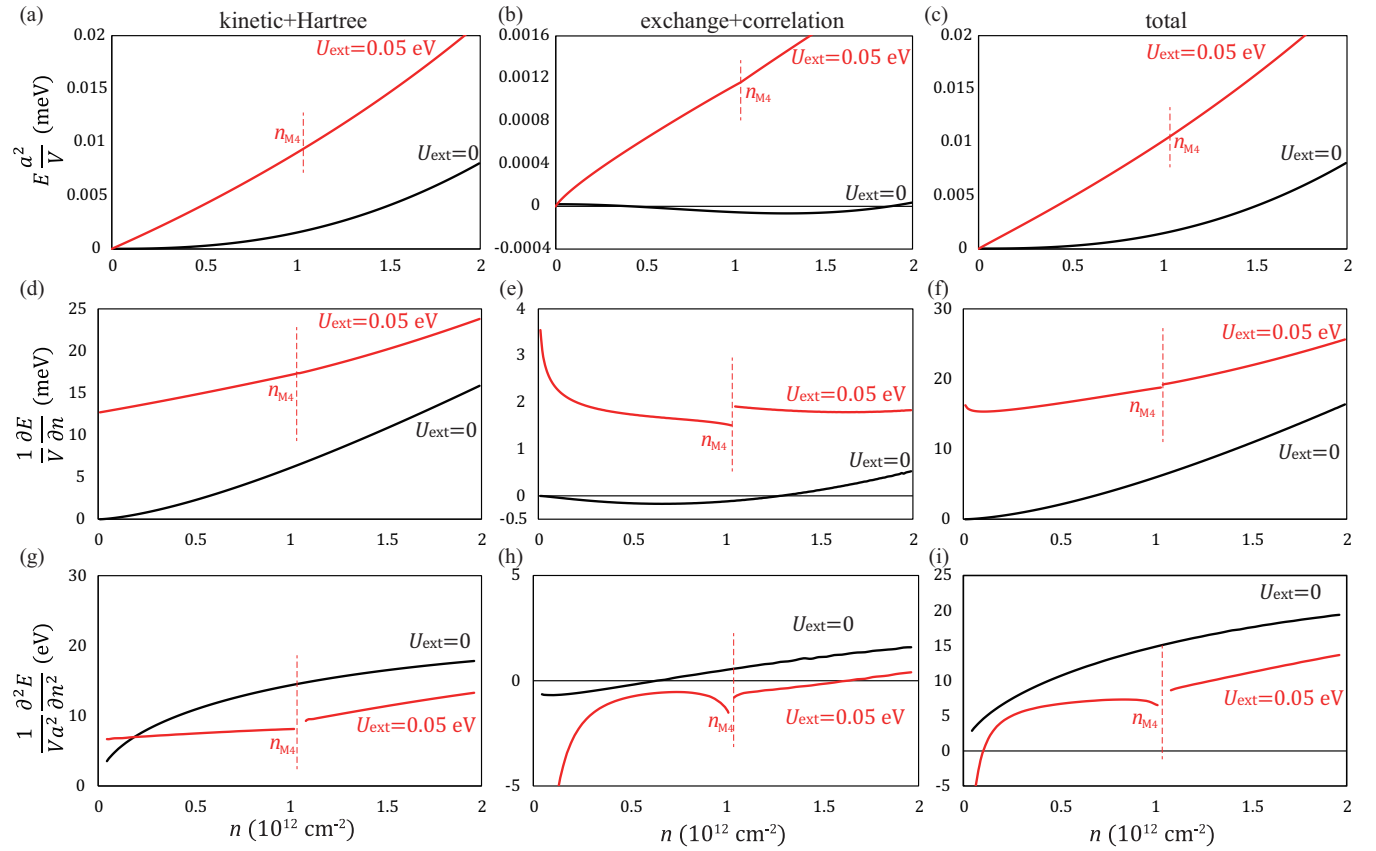 (a) kinetic+Hartree (b) exchange+correlation (c) total
E a²/V (meV)
0.02
0.015
0.01
0.005
0
0 0.5 1 1.5 2
U_ext=0.05 eV
n_M4
U_ext=0
0.0016
0.0012
0.0008
0.0004
0
-0.0004
0 0.5 1 1.5 2
U_ext=0.05 eV
n_M4
U_ext=0
0.02
0.015
0.01
0.005
0
0 0.5 1 1.5 2
U_ext=0.05 eV
n_M4
U_ext=0
(d) (e) (f)
1/V ∂E/∂n (meV)
25
20
15
10
5
0
0 0.5 1 1.5 2
U_ext=0.05 eV
n_M4
U_ext=0
4
3
2
1
0
-0.5
0 0.5 1 1.5 2
U_ext=0.05 eV
n_M4
U_ext=0
30
20
10
0
0 0.5 1 1.5 2
U_ext=0.05 eV
n_M4
U_ext=0
(g) (h) (i)
1/Va² ∂²E/∂n² (eV)
30
20
10
0
0 0.5 1 1.5 2
U_ext=0
n_M4
U_ext=0.05 eV
n (10¹² cm⁻²)
5
0
-5
0 0.5 1 1.5 2
U_ext=0
n_M4
U_ext=0.05 eV
n (10¹² cm⁻²)
25
20
15
10
5
0
-5
0 0.5 1 1.5 2
U_ext=0
n_M4
U_ext=0.05 eV
n (10¹² cm⁻²)